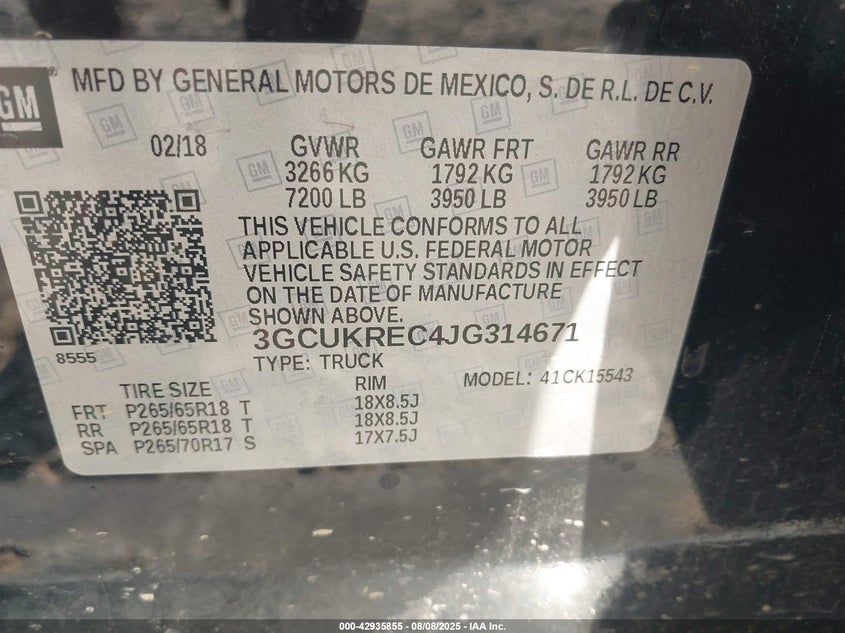 GM
MFD BY GENERAL MOTORS DE MEXICO, S. DE R.L. DE C.V.
02/18 GVWR GAWR FRT GAWR RR
3266 KG 1792 KG 1792 KG
7200 LB 3950 LB 3950 LB
THIS VEHICLE CONFORMS TO ALL
APPLICABLE U.S. FEDERAL MOTOR
VEHICLE SAFETY STANDARDS IN EFFECT
ON THE DATE OF MANUFACTURE
SHOWN ABOVE.
3GCUKREC4JG314671
8555
TYPE: TRUCK
MODEL: 41CK15543
TIRE SIZE RIM
FRT P265/65R18 T 18X8.5J
RR P265/65R18 T 18X8.5J
SPA P265/70R17 S 17X7.5J
000-42935855 - 08/08/2025 - IAA Inc.